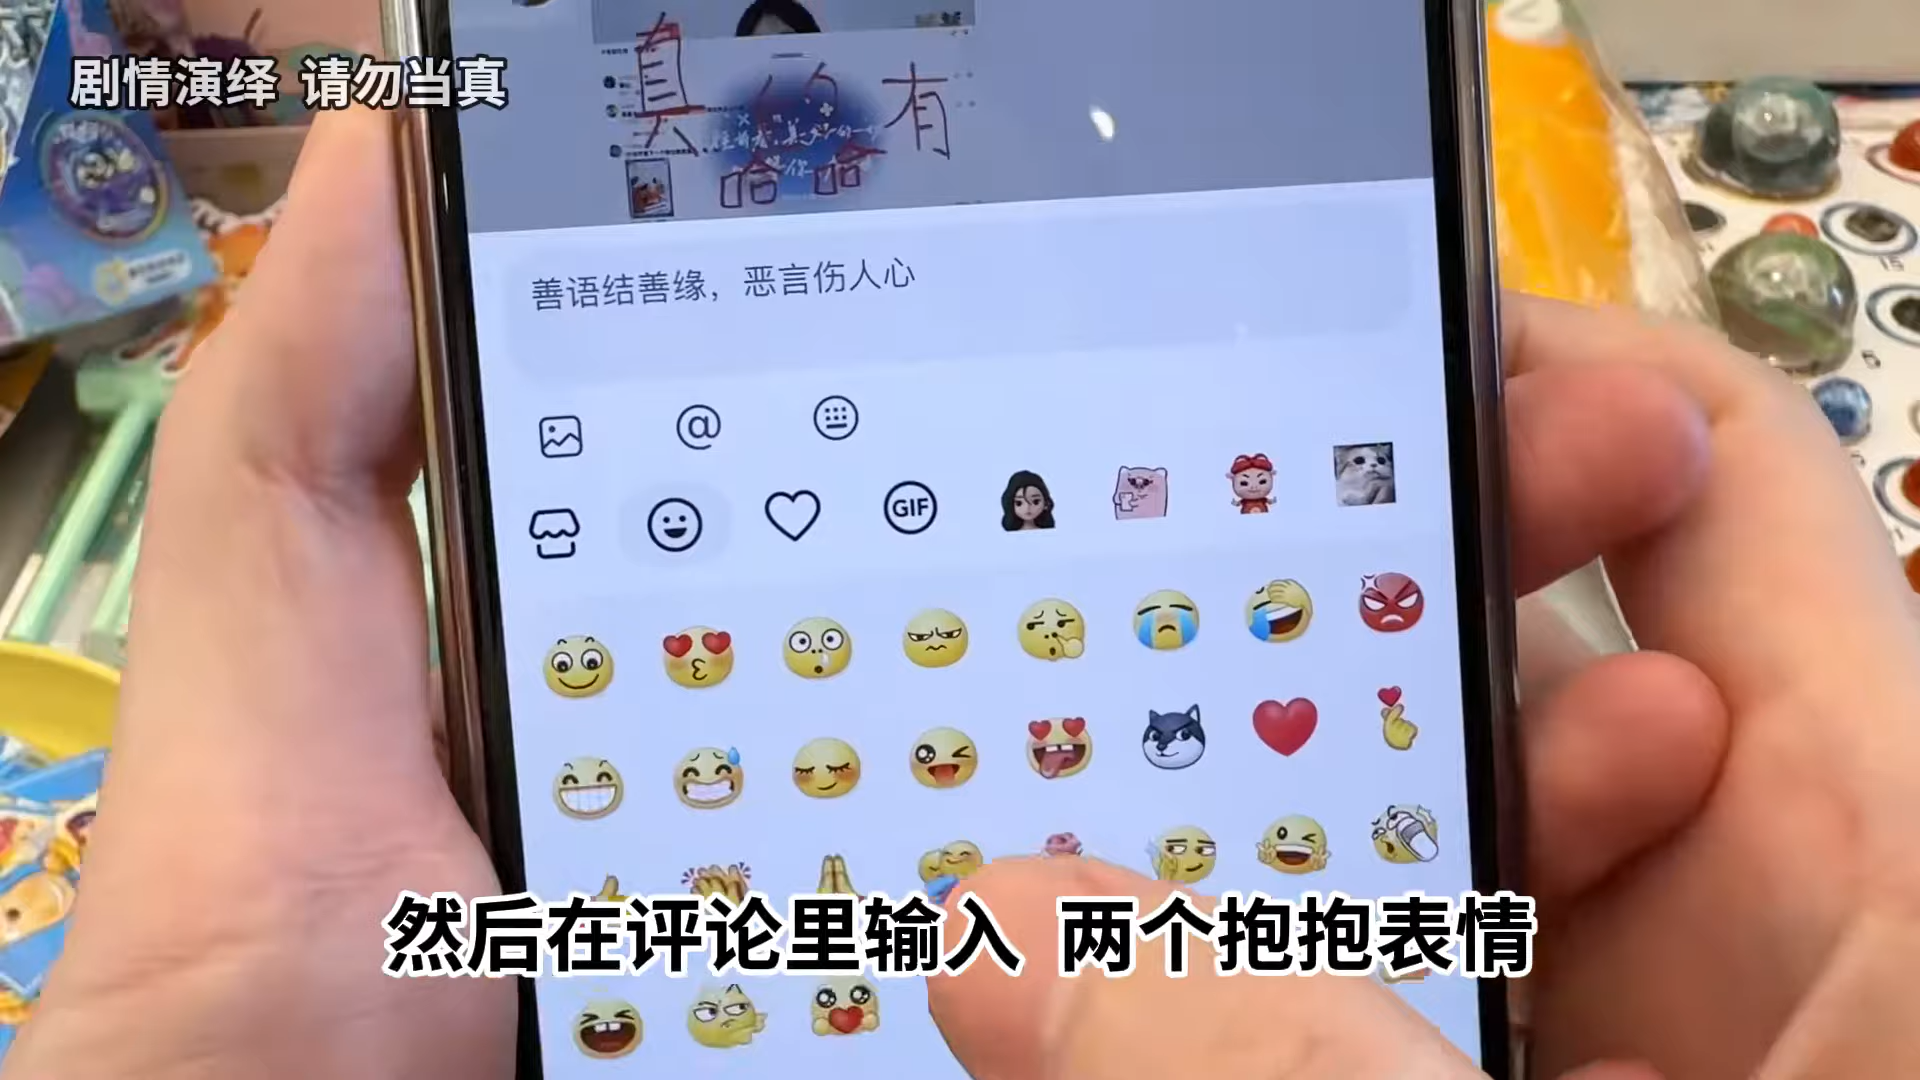 剧情演绎 请勿当真
真的有
哈哈
善语结善缘，恶言伤人心
@
GIF
然后在评论里输入 两个抱抱表情